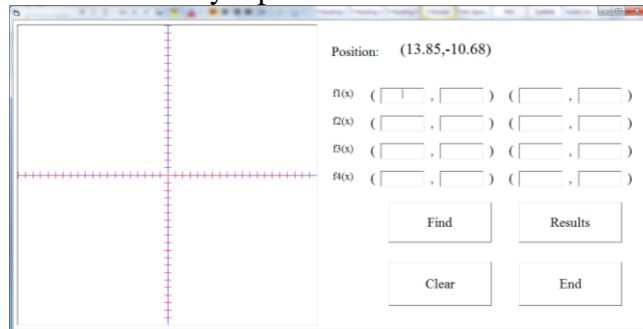 Position: (13.85,-10.68)
f1(x) ( , ) ( , )
f2(x) ( , ) ( , )
f3(x) ( , ) ( , )
f4(x) ( , ) ( , )
Find Results
Clear End